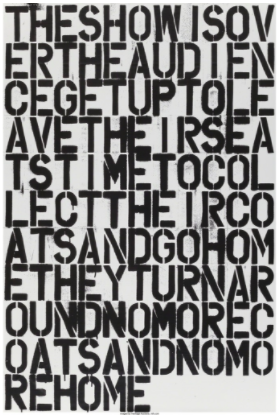 THESHOWISOV
ERTHEAUDIEN
CEGETUPTOLE
AVETHEIRSEA
TSTIMETOCOL
LECTTHEIRCO
ATSANDGOHOM
ETHEYTURNAR
OUNDNOMOREC
OATSANDNOMO
REHOME